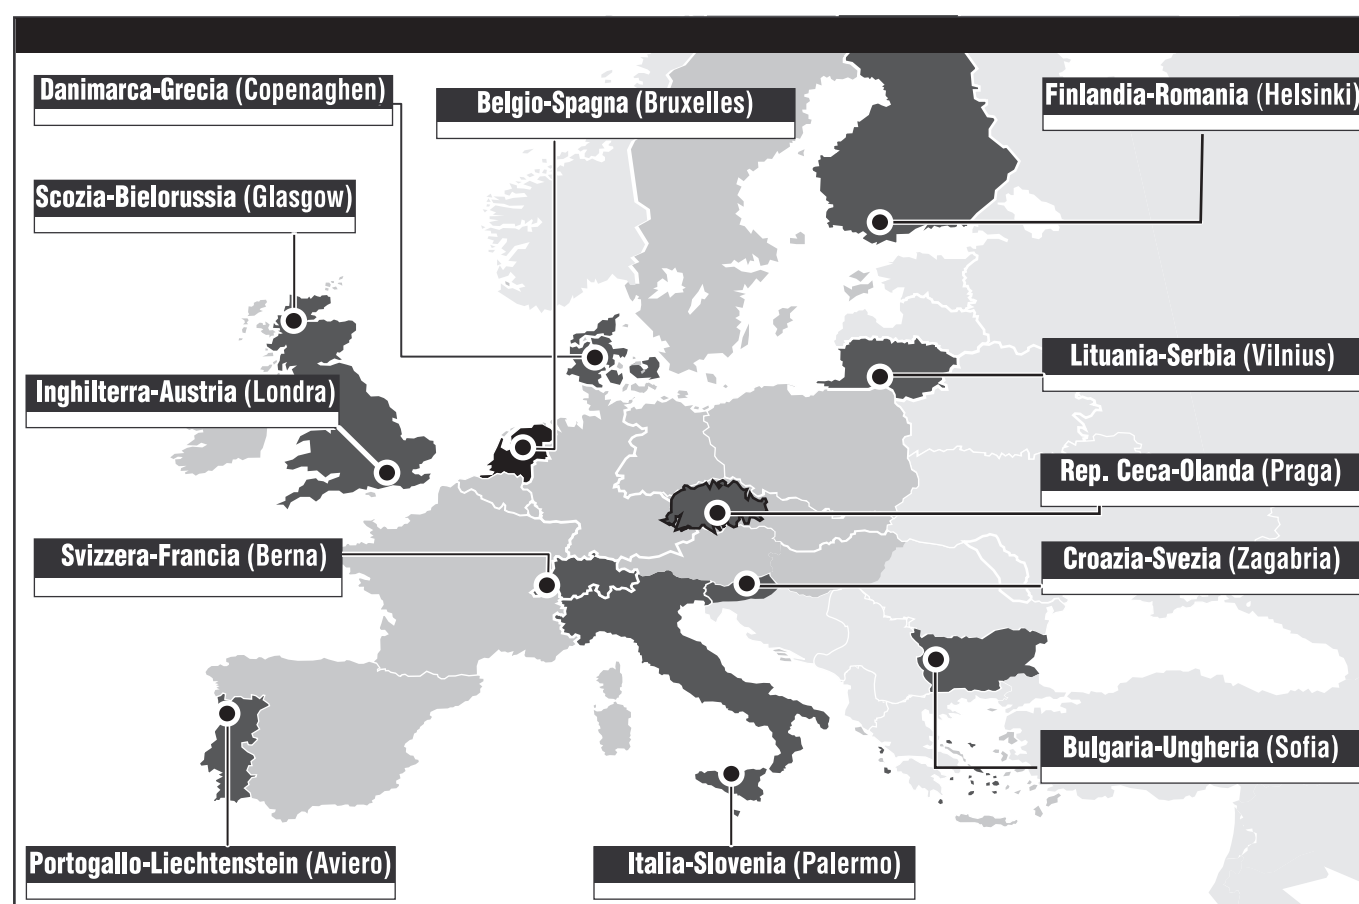 Danimarca-Grecia (Copenaghen)
Belgio-Spagna (Bruxelles)
Finlandia-Romania (Helsinki)
Scozia-Bielorussia (Glasgow)
Lituania-Serbia (Vilnius)
Inghilterra-Austria (Londra)
Rep. Ceca-Olanda (Praga)
Svizzera-Francia (Berna)
Croazia-Svezia (Zagabria)
Bulgaria-Ungheria (Sofia)
Portogallo-Liechtenstein (Aviero)
Italia-Slovenia (Palermo)